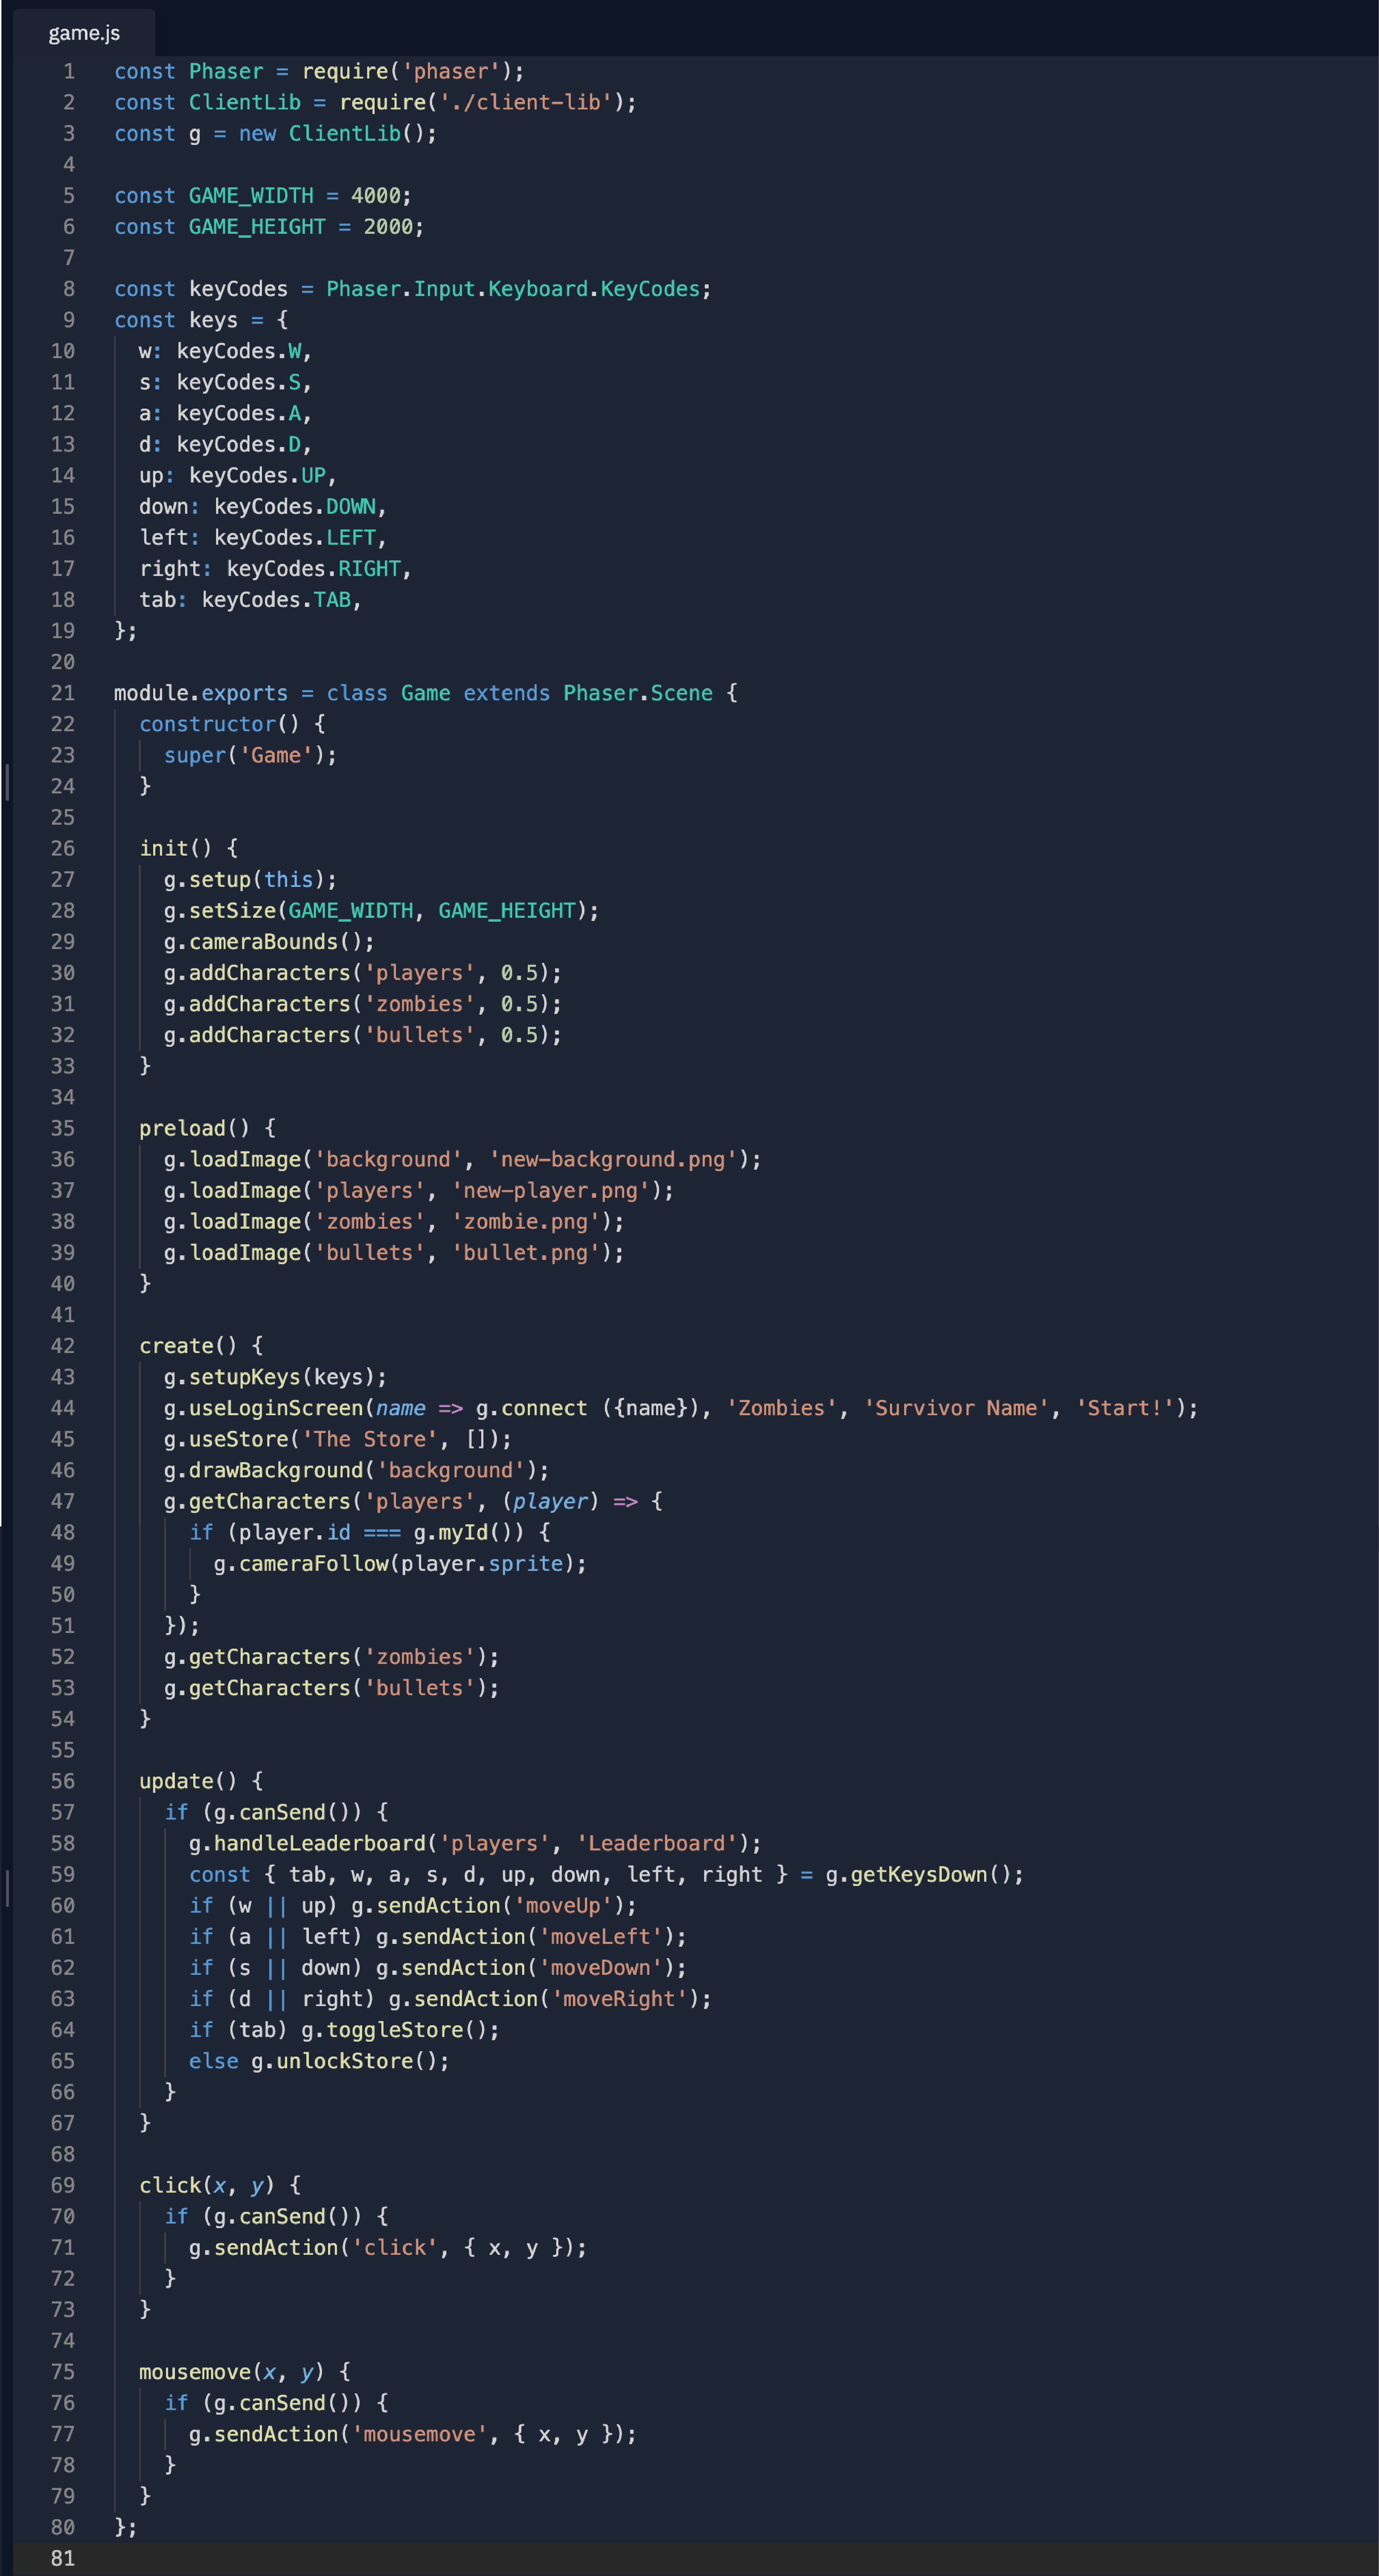 game.js
1 const Phaser = require('phaser');
2 const ClientLib = require('./client-lib');
3 const g = new ClientLib();
4
5 const GAME_WIDTH = 4000;
6 const GAME_HEIGHT = 2000;
7
8 const keyCodes = Phaser.Input.Keyboard.KeyCodes;
9 const keys = {
10   w: keyCodes.W,
11   s: keyCodes.S,
12   a: keyCodes.A,
13   d: keyCodes.D,
14   up: keyCodes.UP,
15   down: keyCodes.DOWN,
16   left: keyCodes.LEFT,
17   right: keyCodes.RIGHT,
18   tab: keyCodes.TAB,
19 };
20
21 module.exports = class Game extends Phaser.Scene {
22   constructor() {
23     super('Game');
24   }
25
26   init() {
27     g.setup(this);
28     g.setSize(GAME_WIDTH, GAME_HEIGHT);
29     g.cameraBounds();
30     g.addCharacters('players', 0.5);
31     g.addCharacters('zombies', 0.5);
32     g.addCharacters('bullets', 0.5);
33   }
34
35   preload() {
36     g.loadImage('background', 'new-background.png');
37     g.loadImage('players', 'new-player.png');
38     g.loadImage('zombies', 'zombie.png');
39     g.loadImage('bullets', 'bullet.png');
40   }
41
42   create() {
43     g.setupKeys(keys);
44     g.useLoginScreen(name => g.connect ({name}), 'Zombies', 'Survivor Name', 'Start!');
45     g.useStore('The Store', []);
46     g.drawBackground('background');
47     g.getCharacters('players', (player) => {
48       if (player.id === g.myId()) {
49         g.cameraFollow(player.sprite);
50       }
51     });
52     g.getCharacters('zombies');
53     g.getCharacters('bullets');
54   }
55
56   update() {
57     if (g.canSend()) {
58       g.handleLeaderboard('players', 'Leaderboard');
59       const { tab, w, a, s, d, up, down, left, right } = g.getKeysDown();
60       if (w || up) g.sendAction('moveUp');
61       if (a || left) g.sendAction('moveLeft');
62       if (s || down) g.sendAction('moveDown');
63       if (d || right) g.sendAction('moveRight');
64       if (tab) g.toggleStore();
65       else g.unlockStore();
66     }
67   }
68
69   click(x, y) {
70     if (g.canSend()) {
71       g.sendAction('click', { x, y });
72     }
73   }
74
75   mousemove(x, y) {
76     if (g.canSend()) {
77       g.sendAction('mousemove', { x, y });
78     }
79   }
80 };
81